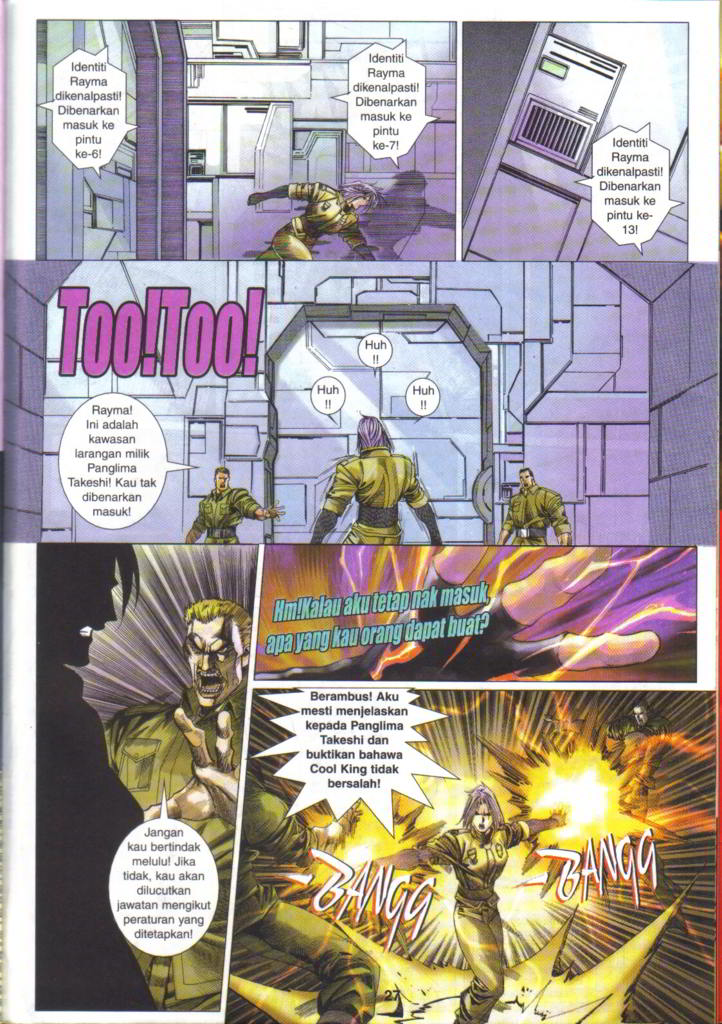 Identiti
Rayma
dikenalpasti!
Dibenarkan
masuk ke
pintu
ke-6!
Identiti
Rayma
dikenalpasti!
Dibenarkan
masuk ke
pintu
ke-7!
Identiti
Rayma
dikenalpasti!
Dibenarkan
masuk ke
pintu ke-
13!
Too!Too!
Huh
!!
Huh
!!
Huh
!!
Rayma!
Ini adalah
kawasan
larangan milik
Panglima
Takeshi! Kau tak
dibenarkan
masuk!
Hm!Kalau aku tetap nak masuk
apa yang kau orang dapat buat?
Jangan
kau bertindak
melulu! Jika
tidak, kau akan
dilucutkan
jawatan mengikut
peraturan yang
ditetapkan!
Berambus! Aku
mesti menjelaskan
kepada Panglima
Takeshi dan
buktikan bahawa
Cool King tidak
bersalah!
BANGG
BANGG
27